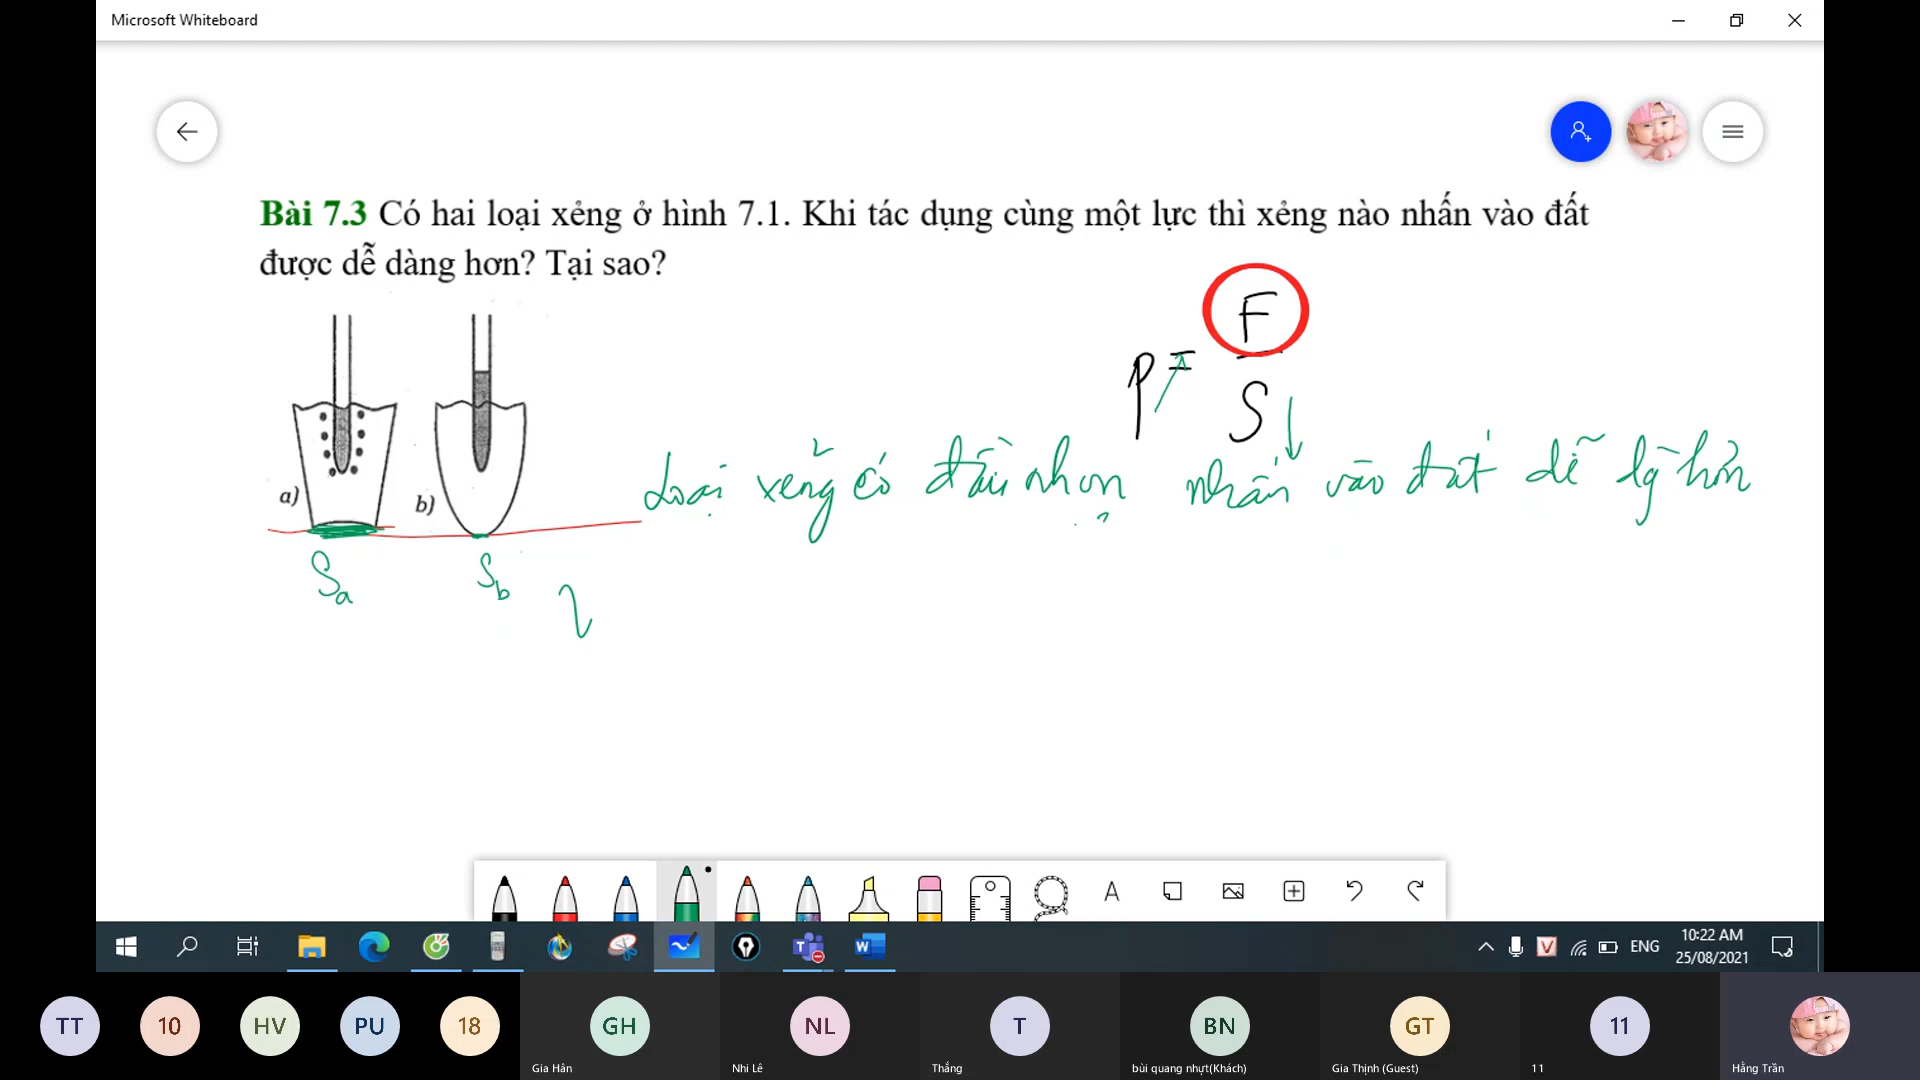 Microsoft Whiteboard
Bài 7.3 Có hai loại xẻng ở hình 7.1. Khi tác dụng cùng một lực thì xẻng nào nhấn vào đất
được dễ dàng hơn? Tại sao?
F
P =
S
a)
b)
Loại xẻng có đầu nhọn nhấn vào đất dễ
Sa
Sb
A
V
ENG
10:22 AM
25/08/2021
TT
10
HV
PU
18
GH
NL
T
BN
GT
11
Gia Hân
Nhi Lê
Thắng
bùi quang nhựt(Khách)
Gia Thịnh (Guest)
11
Hằng Trần